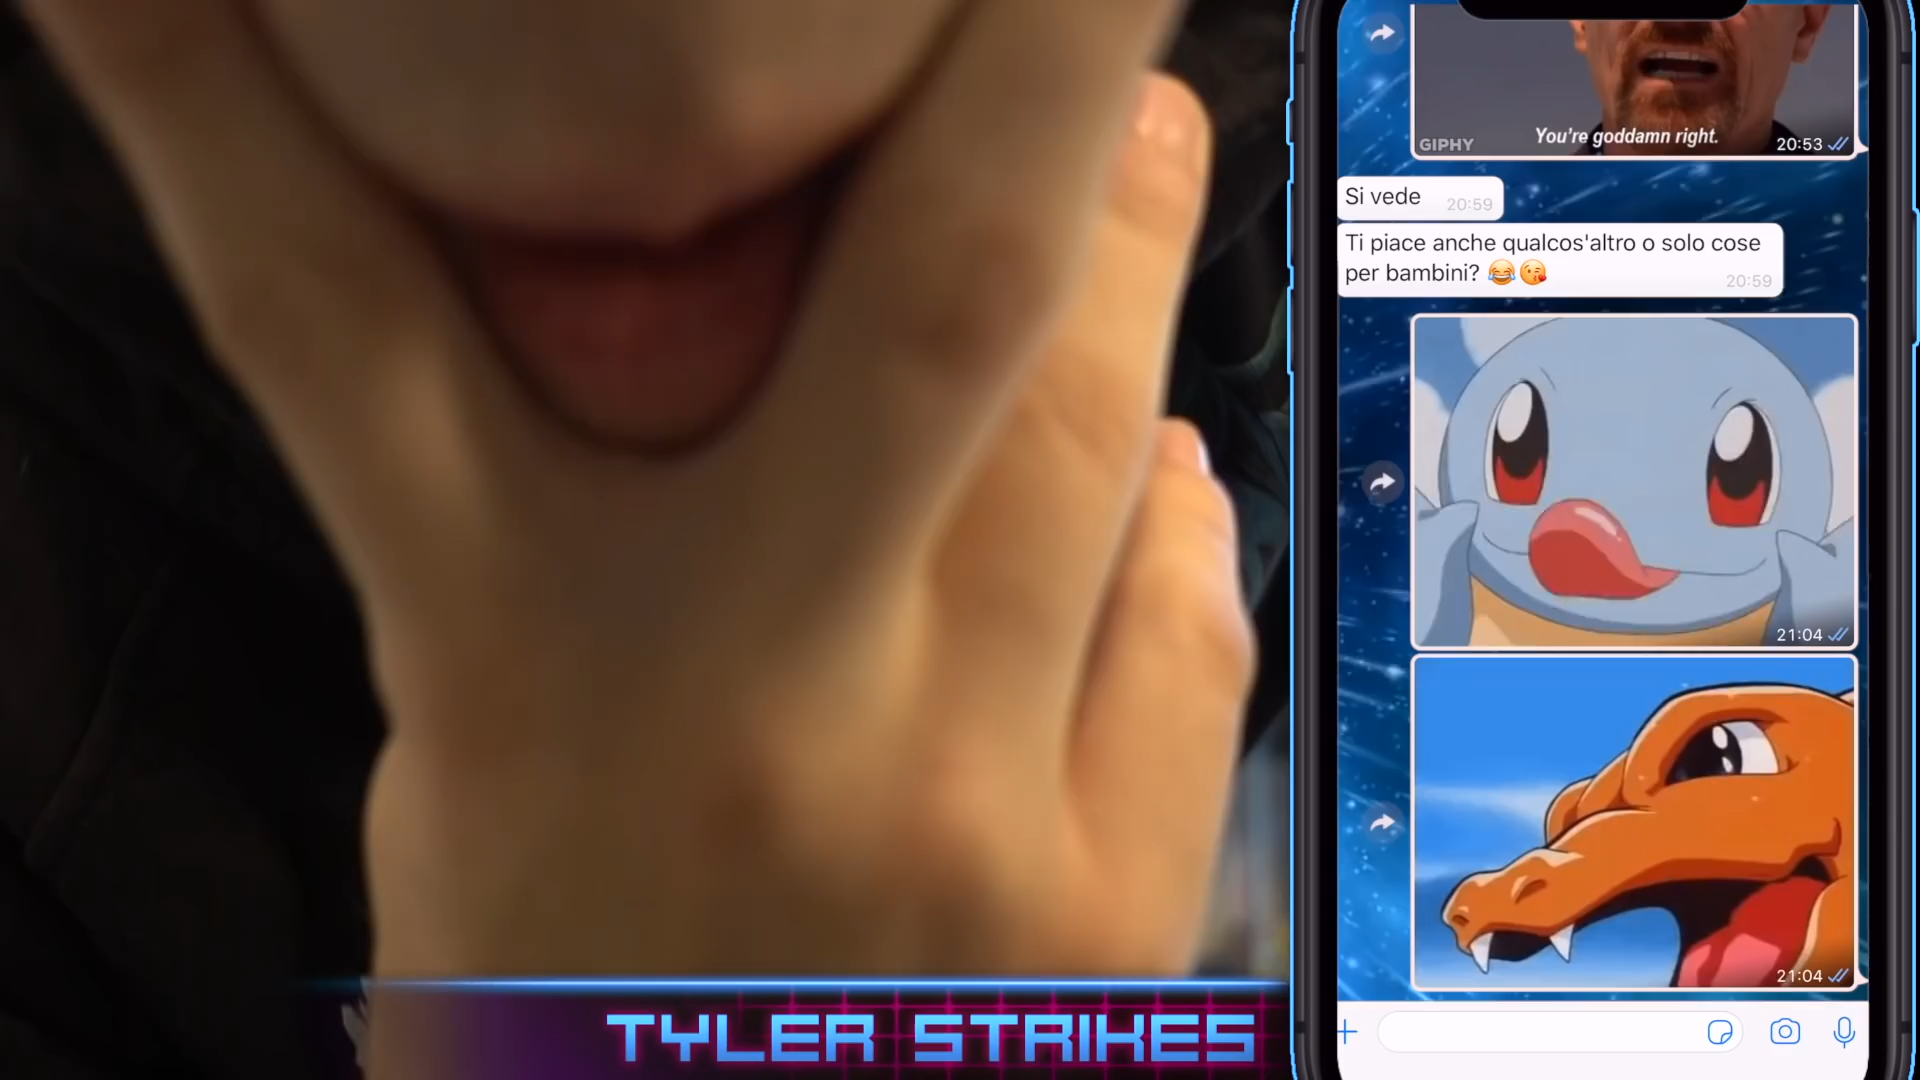 You're goddamn right.
GIPHY
20:53
Si vede
20:59
Ti piace anche qualcos'altro o solo cose
per bambini? 😂😘
20:59
21:04
21:04
TYLER STRIKES